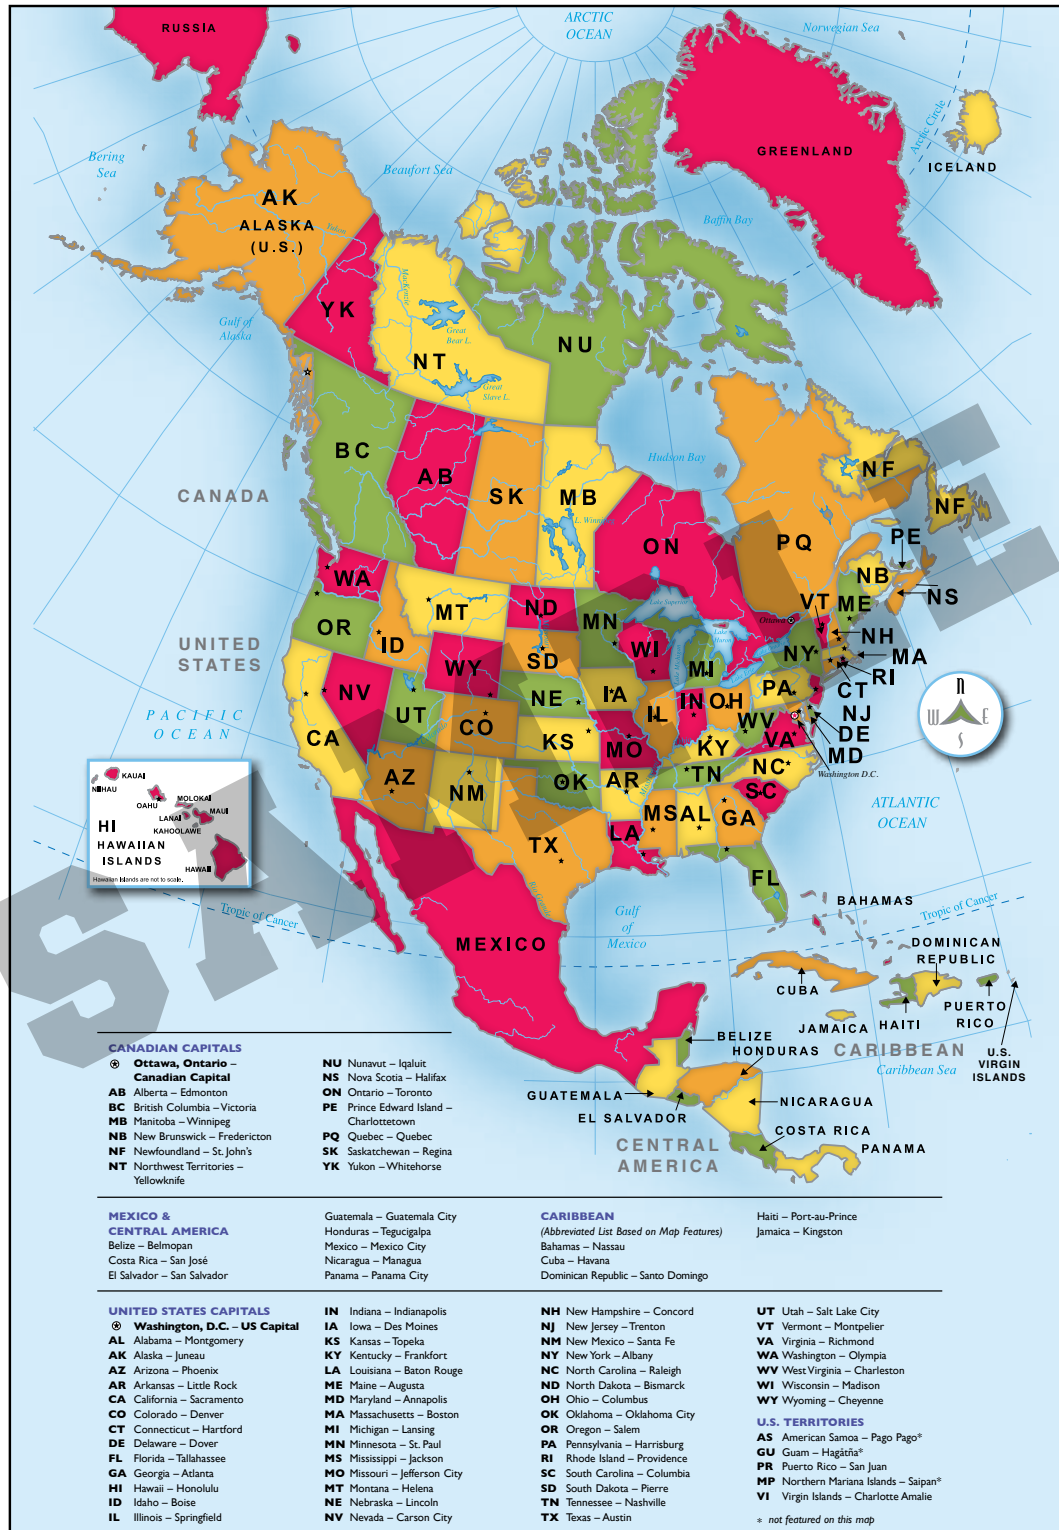 RUSSIA
ARCTIC
OCEAN
Norwegian Sea
Arctic Circle
ICELAND
GREENLAND
Bering
Sea
Beaufort Sea
Baffin Bay
AK
ALASKA
(U.S.)
Yukon
Gulf of
Alaska
YK
MacKenzie
Great
Bear L.
NT
Great
Slave L.
NU
Hudson Bay
CANADA
BC
AB
SK
MB
L. Winnipeg
ON
PQ
NF
NF
PE
NB
NS
ME
VT
Ottawa
NH
MA
RI
CT
NJ
DE
MD
Washington D.C.
UNITED
STATES
WA
OR
ID
MT
ND
SD
MN
WI
MI
Lake Superior
Lake Michigan
Lake Huron
NY
PA
WY
NV
UT
CA
CO
NE
IA
IL
IN
OH
WV
VA
KS
MO
KY
TN
NC
SC
AZ
NM
OK
AR
MS
AL
GA
TX
LA
FL
Rio Grande
PACIFIC
OCEAN
ATLANTIC
OCEAN
N
E
S
W
KAUAI
NIIHAU
OAHU
MOLOKAI
LANAI
MAUI
KAHOOLAWE
HI
HAWAIIAN
ISLANDS
HAWAII
Hawaiian Islands are not to scale.
Tropic of Cancer
Tropic of Cancer
MEXICO
Gulf
of
Mexico
BAHAMAS
CUBA
DOMINICAN
REPUBLIC
JAMAICA
HAITI
PUERTO
RICO
U.S.
VIRGIN
ISLANDS
CARIBBEAN
Caribbean Sea
BELIZE
HONDURAS
GUATEMALA
EL SALVADOR
NICARAGUA
COSTA RICA
PANAMA
CENTRAL
AMERICA
SAMPLE
CANADIAN CAPITALS
Ottawa, Ontario –
Canadian Capital
AB Alberta – Edmonton
BC British Columbia – Victoria
MB Manitoba – Winnipeg
NB New Brunswick – Fredericton
NF Newfoundland – St. John's
NT Northwest Territories –
Yellowknife
NU Nunavut – Iqaluit
NS Nova Scotia – Halifax
ON Ontario – Toronto
PE Prince Edward Island –
Charlottetown
PQ Quebec – Quebec
SK Saskatchewan – Regina
YK Yukon – Whitehorse
MEXICO &
CENTRAL AMERICA
Belize – Belmopan
Costa Rica – San José
El Salvador – San Salvador
Guatemala – Guatemala City
Honduras – Tegucigalpa
Mexico – Mexico City
Nicaragua – Managua
Panama – Panama City
CARIBBEAN
(Abbreviated List Based on Map Features)
Bahamas – Nassau
Cuba – Havana
Dominican Republic – Santo Domingo
Haiti – Port-au-Prince
Jamaica – Kingston
UNITED STATES CAPITALS
Washington, D.C. – US Capital
AL Alabama – Montgomery
AK Alaska – Juneau
AZ Arizona – Phoenix
AR Arkansas – Little Rock
CA California – Sacramento
CO Colorado – Denver
CT Connecticut – Hartford
DE Delaware – Dover
FL Florida – Tallahassee
GA Georgia – Atlanta
HI Hawaii – Honolulu
ID Idaho – Boise
IL Illinois – Springfield
IN Indiana – Indianapolis
IA Iowa – Des Moines
KS Kansas – Topeka
KY Kentucky – Frankfort
LA Louisiana – Baton Rouge
ME Maine – Augusta
MD Maryland – Annapolis
MA Massachusetts – Boston
MI Michigan – Lansing
MN Minnesota – St. Paul
MS Mississippi – Jackson
MO Missouri – Jefferson City
MT Montana – Helena
NE Nebraska – Lincoln
NV Nevada – Carson City
NH New Hampshire – Concord
NJ New Jersey – Trenton
NM New Mexico – Santa Fe
NY New York – Albany
NC North Carolina – Raleigh
ND North Dakota – Bismarck
OH Ohio – Columbus
OK Oklahoma – Oklahoma City
OR Oregon – Salem
PA Pennsylvania – Harrisburg
RI Rhode Island – Providence
SC South Carolina – Columbia
SD South Dakota – Pierre
TN Tennessee – Nashville
TX Texas – Austin
UT Utah – Salt Lake City
VT Vermont – Montpelier
VA Virginia – Richmond
WA Washington – Olympia
WV West Virginia – Charleston
WI Wisconsin – Madison
WY Wyoming – Cheyenne
U.S. TERRITORIES
AS American Samoa – Pago Pago*
GU Guam – Hagåtña*
PR Puerto Rico – San Juan
MP Northern Mariana Islands – Saipan*
VI Virgin Islands – Charlotte Amalie
* not featured on this map